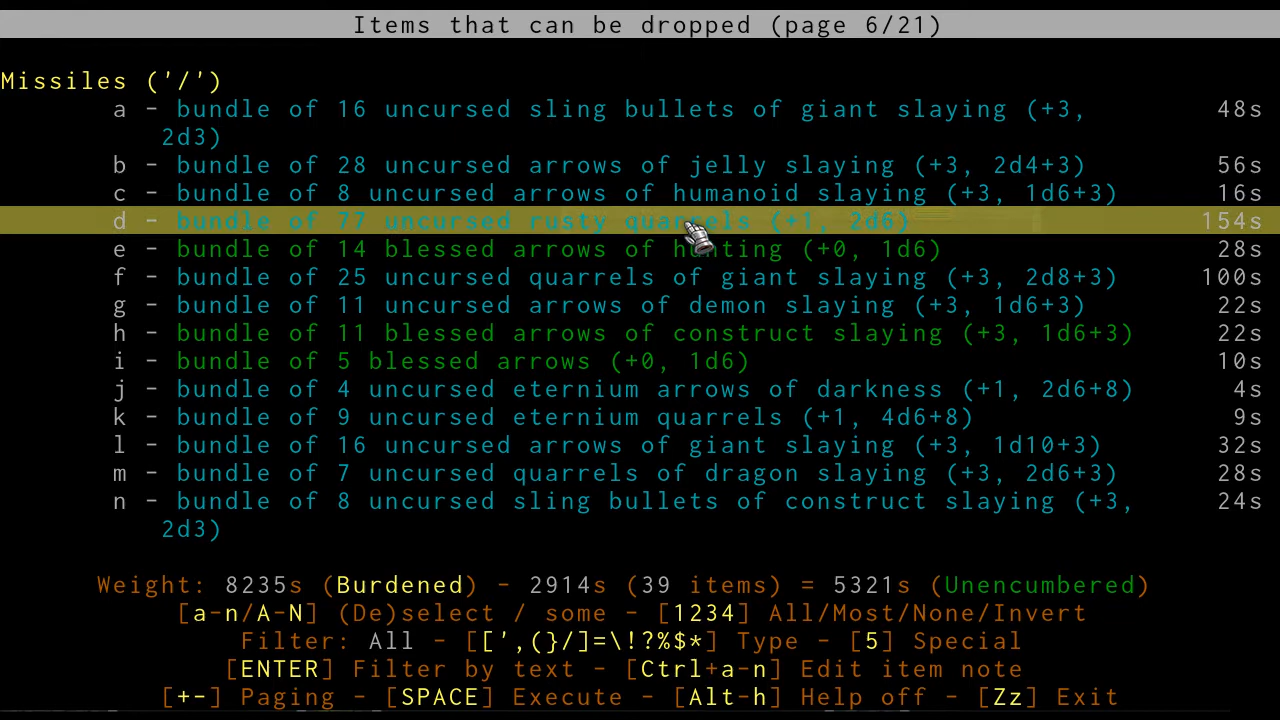 Items that can be dropped (page 6/21)
Missiles ('/')
a - bundle of 16 uncursed sling bullets of giant slaying (+3, 48s
2d3)
b - bundle of 28 uncursed arrows of jelly slaying (+3, 2d4+3) 56s
c - bundle of 8 uncursed arrows of humanoid slaying (+3, 1d6+3) 16s
d - bundle of 77 uncursed rusty quarrels (+1, 2d6) 154s
e - bundle of 14 blessed arrows of hunting (+0, 1d6) 28s
f - bundle of 25 uncursed quarrels of giant slaying (+3, 2d8+3) 100s
g - bundle of 11 uncursed arrows of demon slaying (+3, 1d6+3) 22s
h - bundle of 11 blessed arrows of construct slaying (+3, 1d6+3) 22s
i - bundle of 5 blessed arrows (+0, 1d6) 10s
j - bundle of 4 uncursed eternium arrows of darkness (+1, 2d6+8) 4s
k - bundle of 9 uncursed eternium quarrels (+1, 4d6+8) 9s
l - bundle of 16 uncursed arrows of giant slaying (+3, 1d10+3) 32s
m - bundle of 7 uncursed quarrels of dragon slaying (+3, 2d6+3) 28s
n - bundle of 8 uncursed sling bullets of construct slaying (+3, 24s
2d3)
Weight: 8235s (Burdened) - 2914s (39 items) = 5321s (Unencumbered)
[a-n/A-N] (De)select / some - [1234] All/Most/None/Invert
Filter: All - [[',(}/]=\!?%$*] Type - [5] Special
[ENTER] Filter by text - [Ctrl+a-n] Edit item note
[+-] Paging - [SPACE] Execute - [Alt-h] Help off - [Zz] Exit